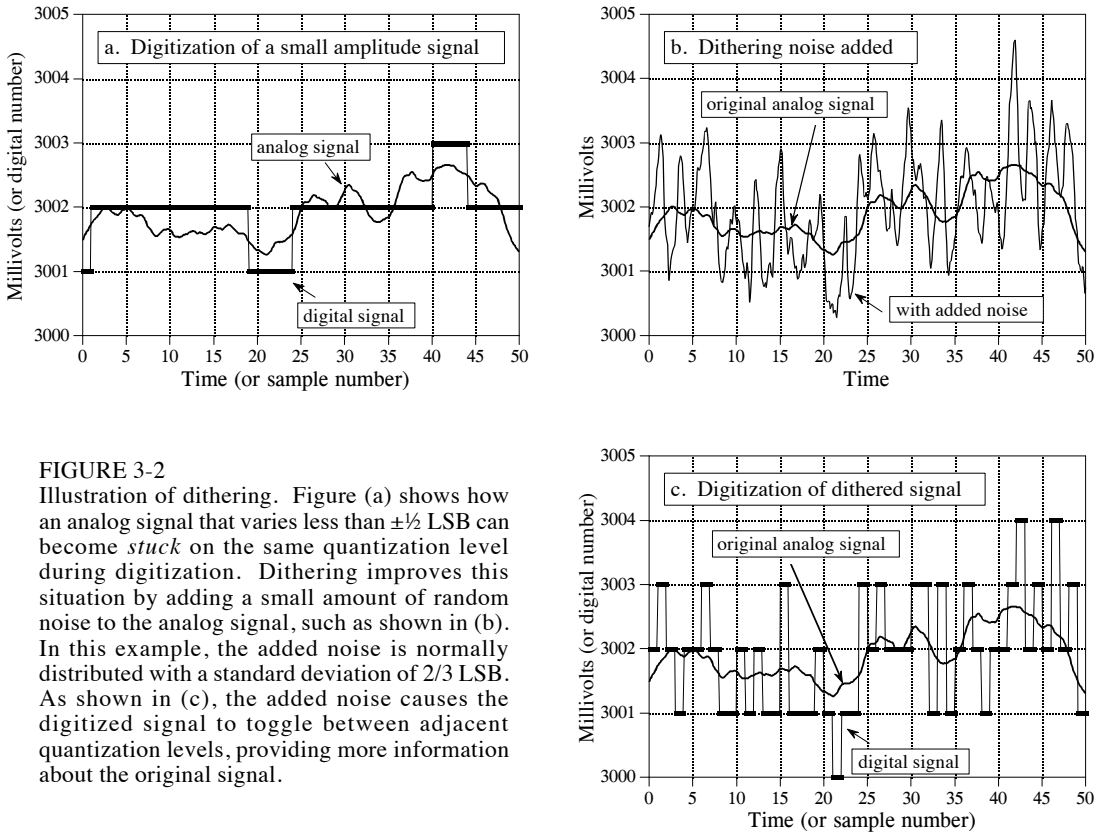 a. Digitization of a small amplitude signal
Millivolts (or digital number)
3005
3004
3003
3002
3001
3000
analog signal
digital signal
0 5 10 15 20 25 30 35 40 45 50
Time (or sample number)
b. Dithering noise added
Millivolts
3005
3004
3003
3002
3001
3000
original analog signal
with added noise
0 5 10 15 20 25 30 35 40 45 50
Time
FIGURE 3-2
Illustration of dithering. Figure (a) shows how
an analog signal that varies less than ±½ LSB can
become stuck on the same quantization level
during digitization. Dithering improves this
situation by adding a small amount of random
noise to the analog signal, such as shown in (b).
In this example, the added noise is normally
distributed with a standard deviation of 2/3 LSB.
As shown in (c), the added noise causes the
digitized signal to toggle between adjacent
quantization levels, providing more information
about the original signal.
c. Digitization of dithered signal
Millivolts (or digital number)
3005
3004
3003
3002
3001
3000
original analog signal
digital signal
0 5 10 15 20 25 30 35 40 45 50
Time (or sample number)